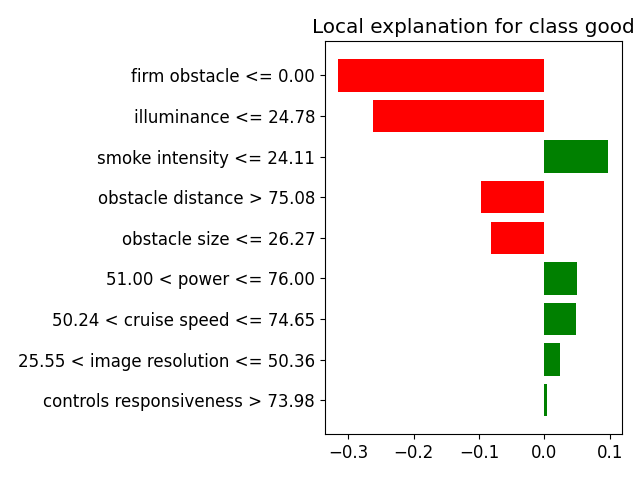 Local explanation for class good
firm obstacle <= 0.00
illuminance <= 24.78
smoke intensity <= 24.11
obstacle distance > 75.08
obstacle size <= 26.27
51.00 < power <= 76.00
50.24 < cruise speed <= 74.65
25.55 < image resolution <= 50.36
controls responsiveness > 73.98
−0.3 −0.2 −0.1 0.0 0.1